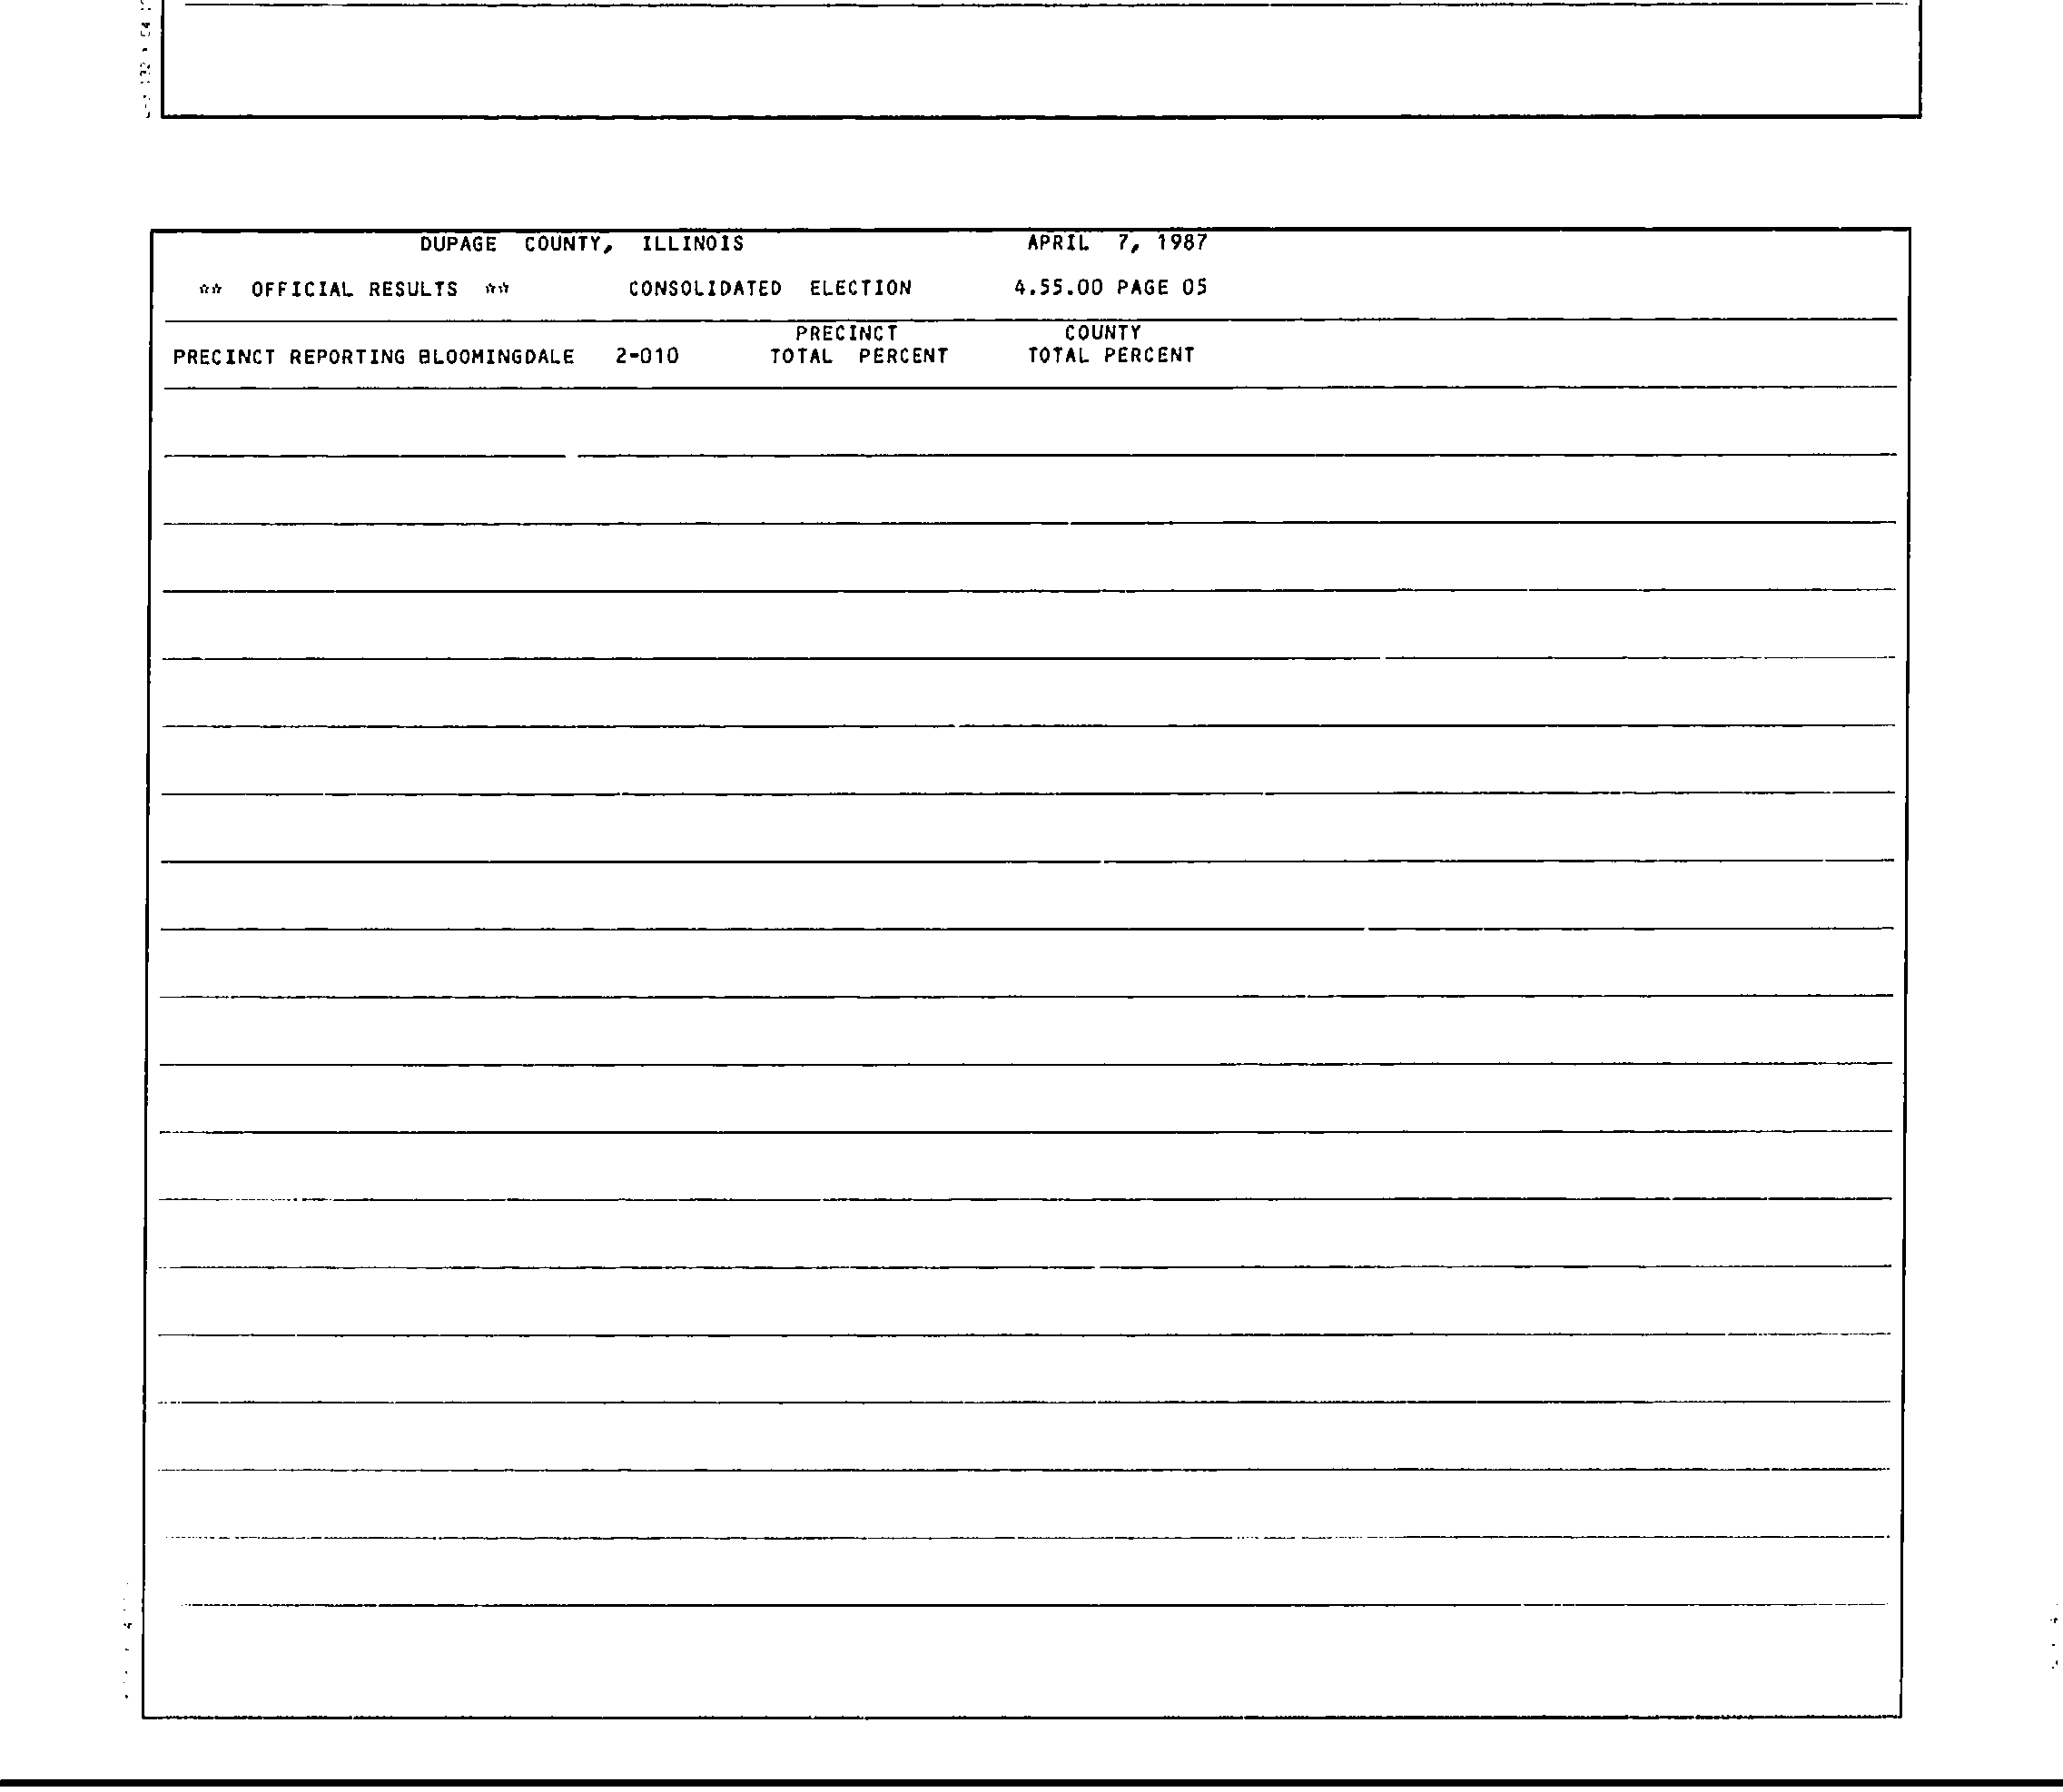 DUPAGE COUNTY, ILLINOIS APRIL 7, 1987
** OFFICIAL RESULTS ** CONSOLIDATED ELECTION 4.55.00 PAGE 05
PRECINCT COUNTY
PRECINCT REPORTING BLOOMINGDALE 2-010 TOTAL PERCENT TOTAL PERCENT